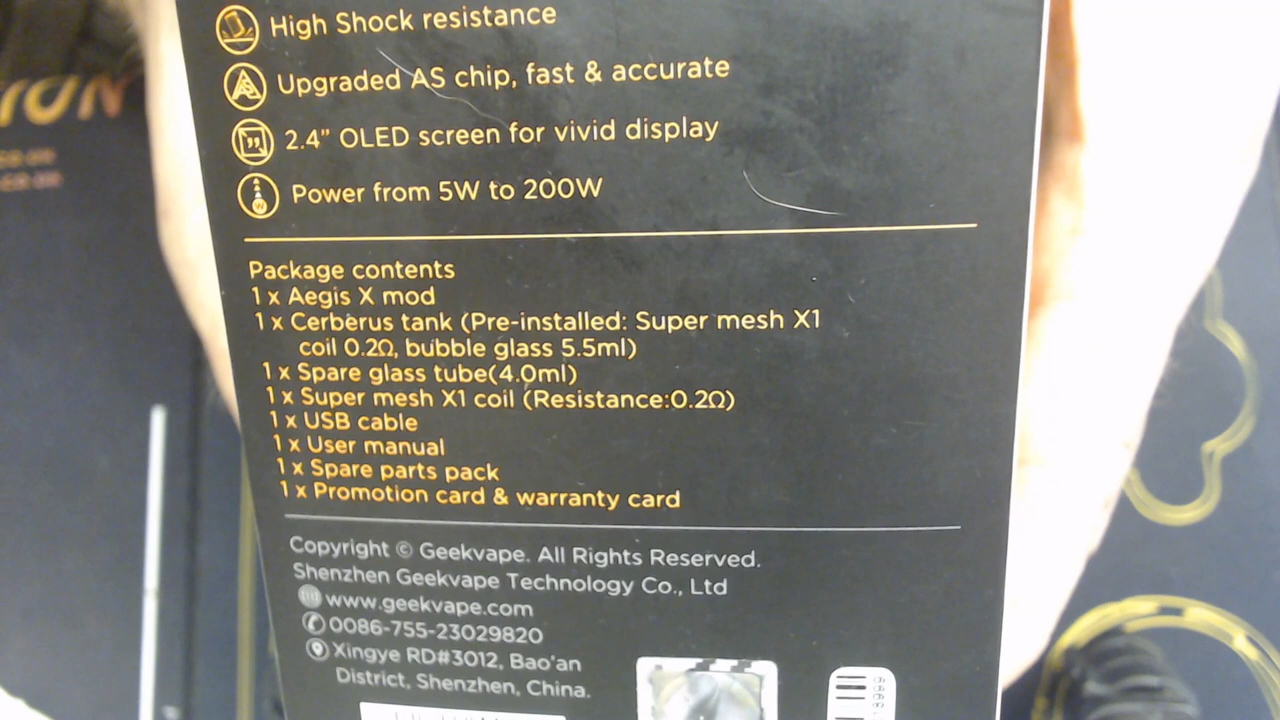 High Shock resistance
Upgraded AS chip, fast & accurate
2.4” OLED screen for vivid display
Power from 5W to 200W
Package contents
1 x Aegis X mod
1 x Cerberus tank (Pre-installed: Super mesh X1
coil 0.2Ω, bubble glass 5.5ml)
1 x Spare glass tube(4.0ml)
1 x Super mesh X1 coil (Resistance:0.2Ω)
1 x USB cable
1 x User manual
1 x Spare parts pack
1 x Promotion card & warranty card
Copyright © Geekvape. All Rights Reserved.
Shenzhen Geekvape Technology Co., Ltd
www.geekvape.com
0086-755-23029820
Xingye RD#3012, Bao'an
District, Shenzhen, China.